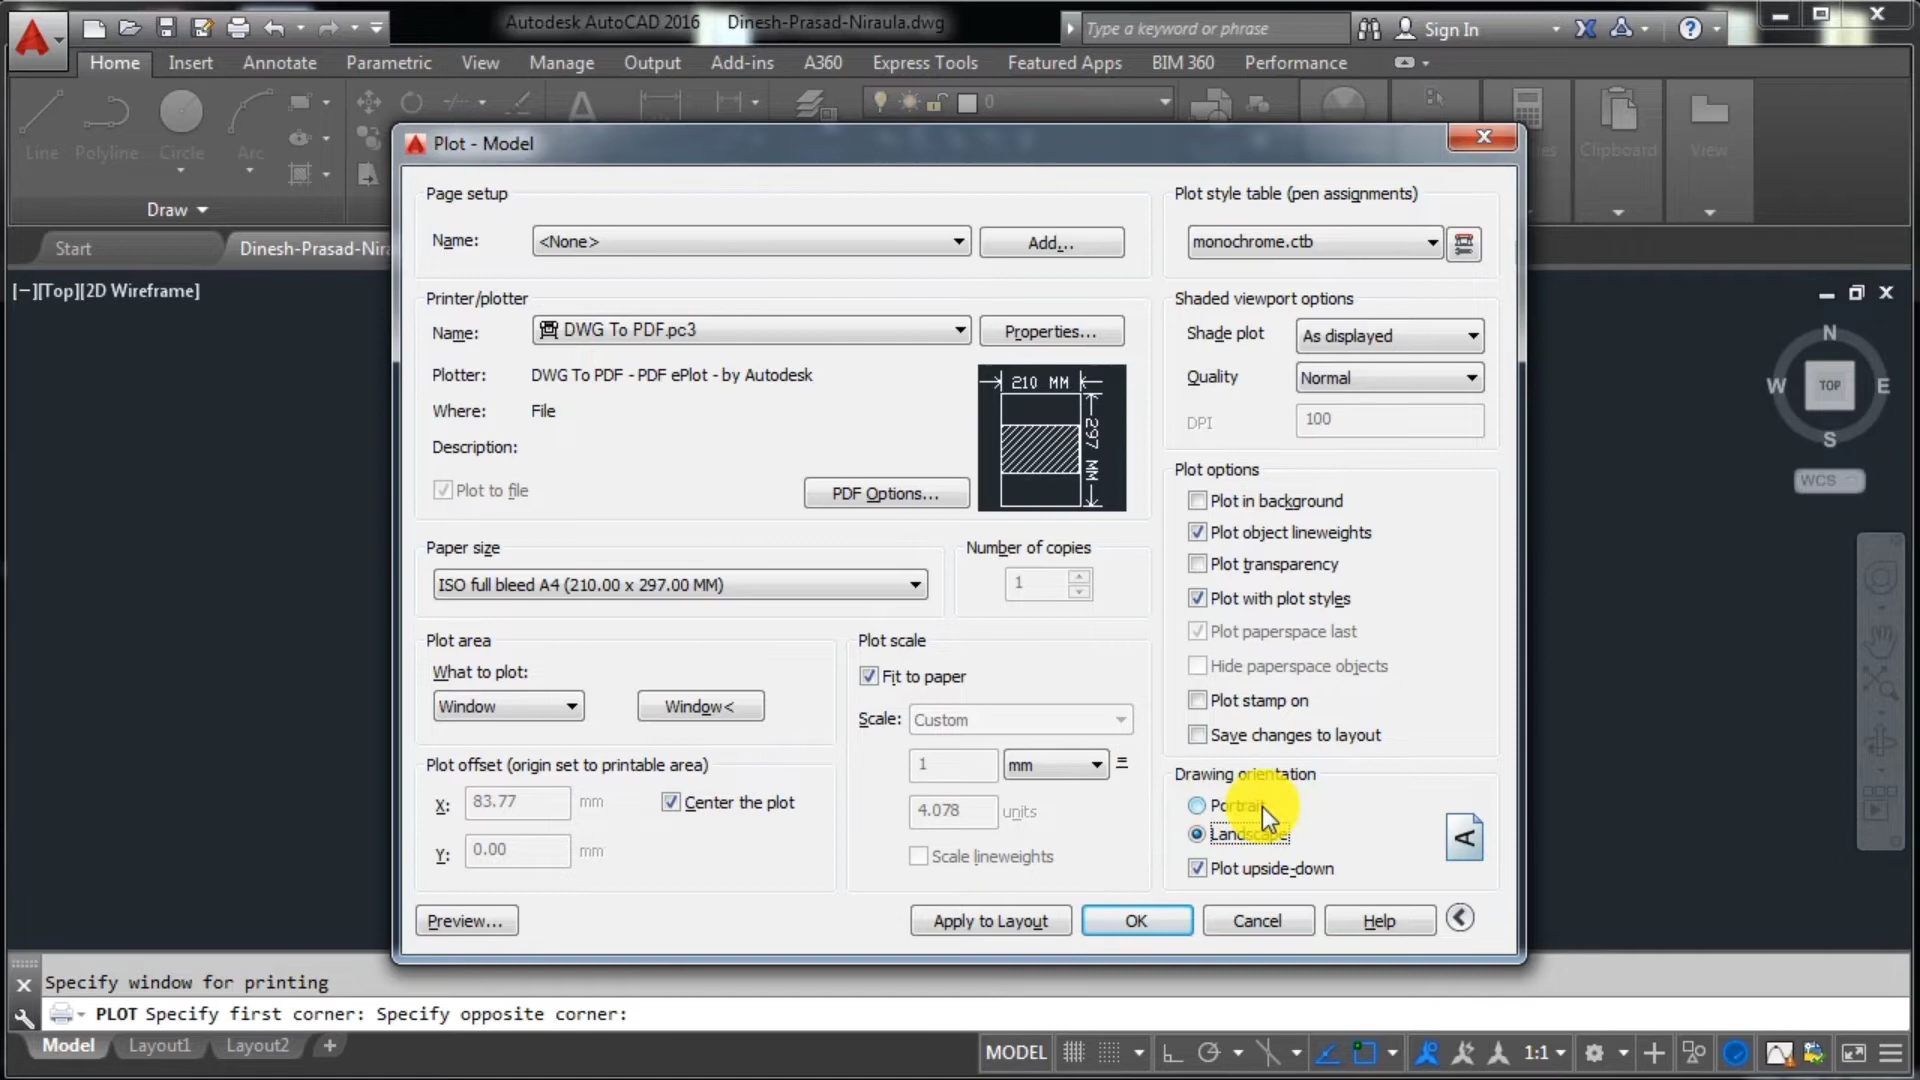 Autodesk AutoCAD 2016 Dinesh-Prasad-Niraula.dwg
Type a keyword or phrase
Sign In
Home Insert Annotate Parametric View Manage Output Add-ins A360 Express Tools Featured Apps BIM 360 Performance
0
Line Polyline Circle Arc
Clipboard View
Draw
Start
Dinesh-Prasad-Nira
[−][Top][2D Wireframe]
Plot - Model
Page setup
Name: <None> Add...
Plot style table (pen assignments)
monochrome.ctb
Printer/plotter
Name: DWG To PDF.pc3 Properties...
Plotter: DWG To PDF - PDF ePlot - by Autodesk
Where: File
Description:
Plot to file
PDF Options...
210 MM
297 MM
Shaded viewport options
Shade plot As displayed
Quality Normal
DPI 100
Paper size
ISO full bleed A4 (210.00 x 297.00 MM)
Number of copies
1
Plot options
Plot in background
Plot object lineweights
Plot transparency
Plot with plot styles
Plot paperspace last
Hide paperspace objects
Plot stamp on
Save changes to layout
Plot area
What to plot:
Window Window<
Plot scale
Fit to paper
Scale: Custom
1 mm =
4.078 units
Scale lineweights
Plot offset (origin set to printable area)
X: 83.77 mm Center the plot
Y: 0.00 mm
Drawing orientation
Portrait
Landscape
Plot upside-down
A
Preview... Apply to Layout OK Cancel Help
N
W TOP E
S
WCS
Specify window for printing
PLOT Specify first corner: Specify opposite corner:
Model Layout1 Layout2 +
MODEL 1:1